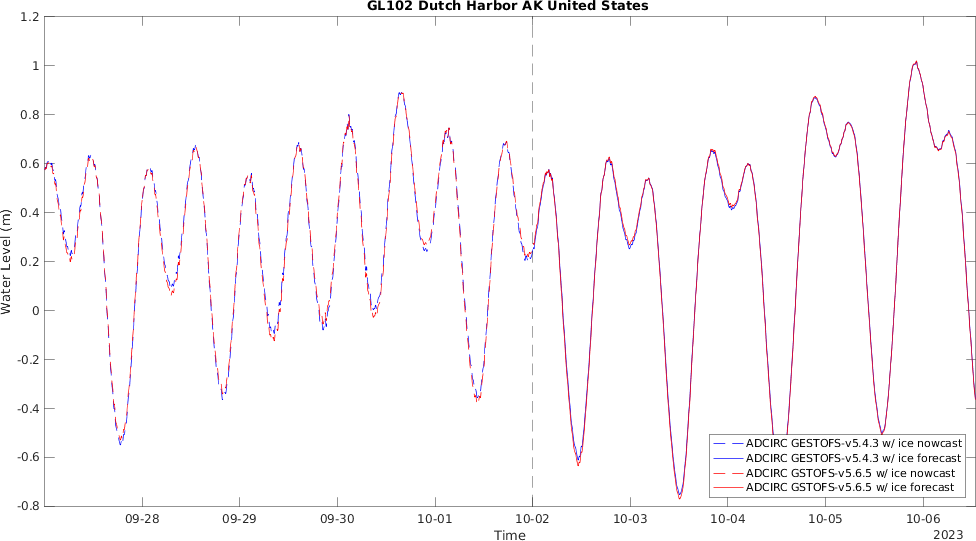 GL102 Dutch Harbor AK United States
1.2
1
0.8
0.6
0.4
0.2
0
-0.2
-0.4
-0.6
-0.8
Water Level (m)
ADCIRC GESTOFS-v5.4.3 w/ ice nowcast
ADCIRC GESTOFS-v5.4.3 w/ ice forecast
ADCIRC GSTOFS-v5.6.5 w/ ice nowcast
ADCIRC GSTOFS-v5.6.5 w/ ice forecast
09-28 09-29 09-30 10-01 10-02 10-03 10-04 10-05 10-06
Time
2023